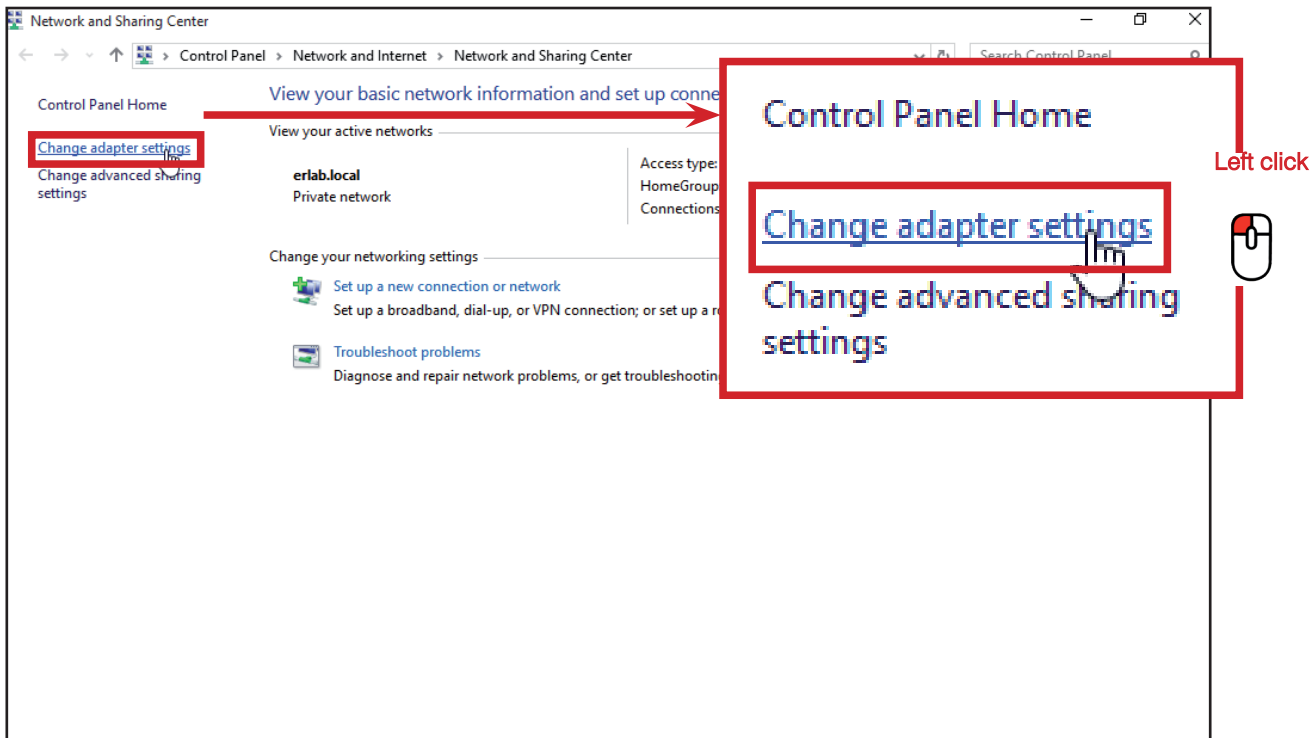 Network and Sharing Center
Control Panel > Network and Internet > Network and Sharing Center
Search Control Panel
Control Panel Home
Change adapter settings
Change advanced sharing
settings
View your basic network information and set up conne
View your active networks
erlab.local
Private network
Access type:
HomeGroup
Connections
Change your networking settings
Set up a new connection or network
Set up a broadband, dial-up, or VPN connection; or set up a r
Troubleshoot problems
Diagnose and repair network problems, or get troubleshooting
Control Panel Home
Change adapter settings
Change advanced sharing
settings
Left click